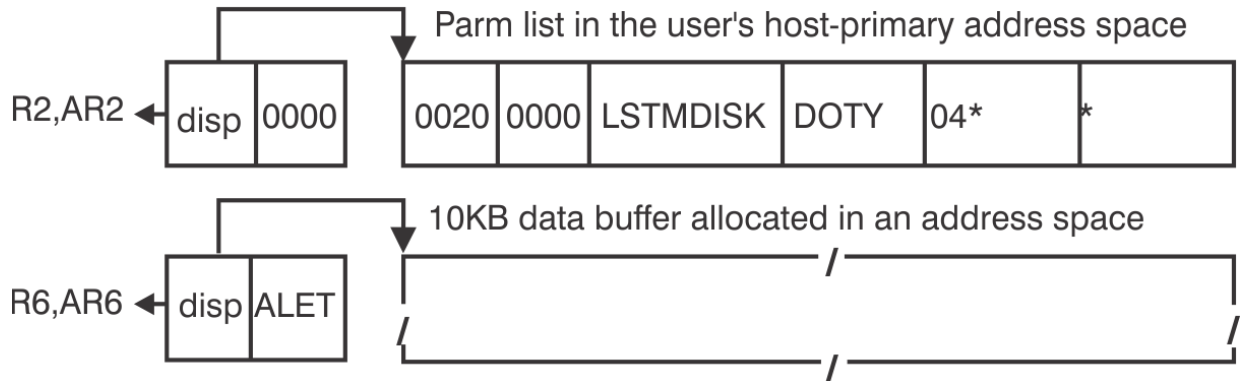 Parm list in the user's host-primary address space
R2,AR2 disp 0000 0020 0000 LSTMDISK DOTY 04* *
10KB data buffer allocated in an address space
R6,AR6 disp ALET